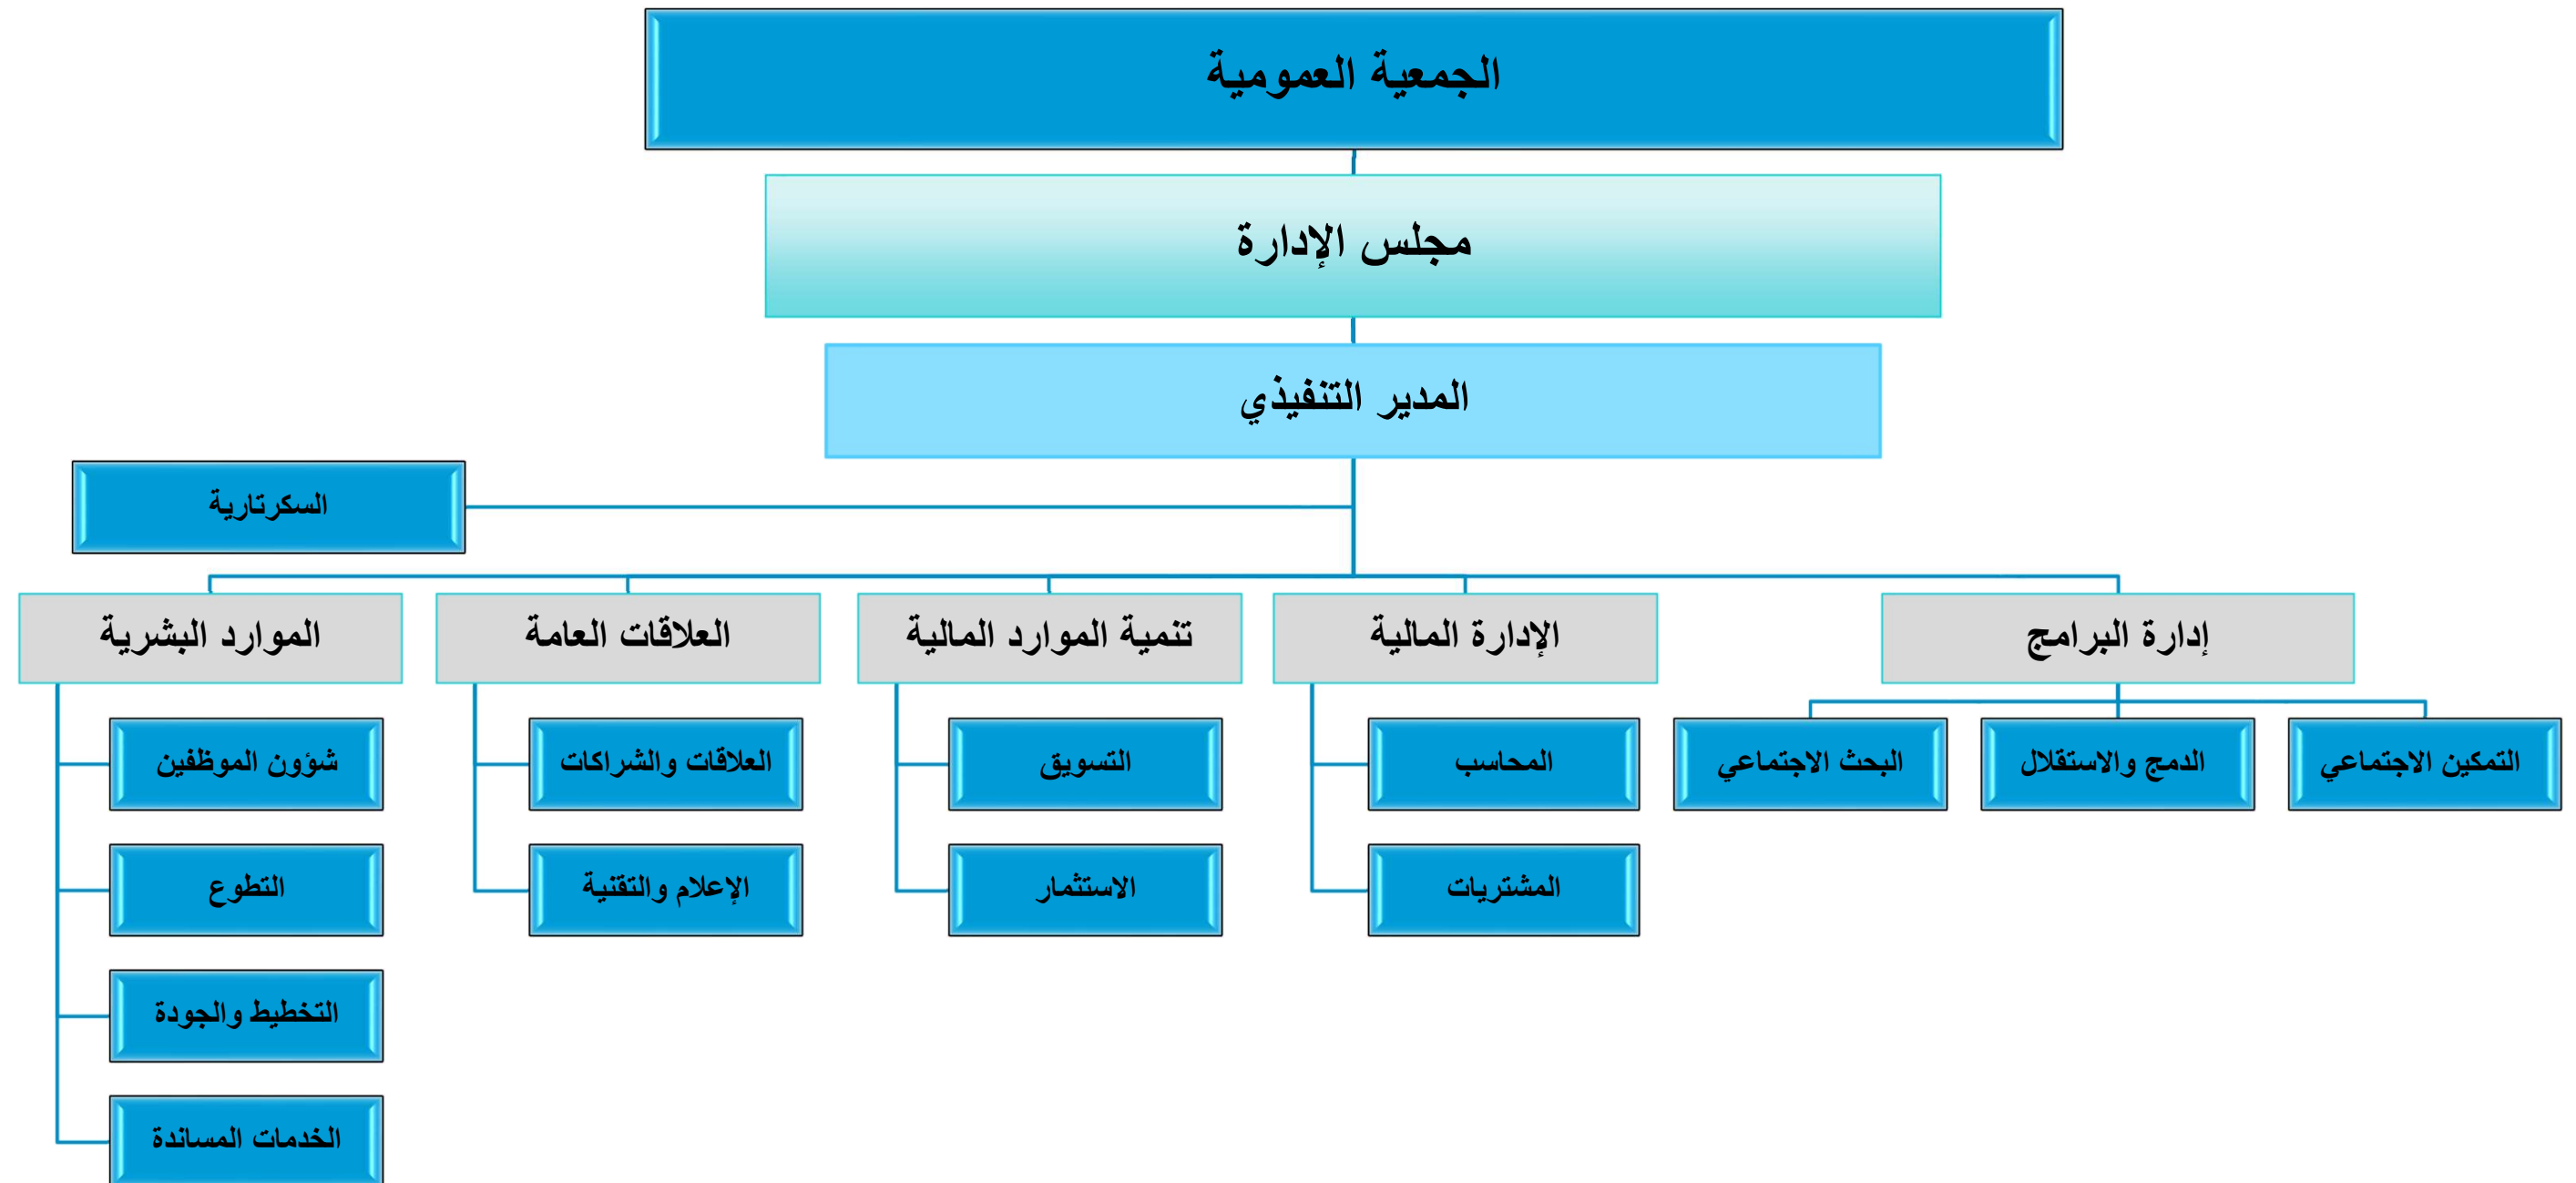 الجمعية العمومية
مجلس الإدارة
المدير التنفيذي
السكرتارية
إدارة البرامج
الإدارة المالية
تنمية الموارد المالية
العلاقات العامة
الموارد البشرية
التمكين الاجتماعي
الدمج والاستقلال
البحث الاجتماعي
المحاسب
التسويق
العلاقات والشراكات
شؤون الموظفين
المشتريات
الاستثمار
الإعلام والتقنية
التطوع
التخطيط والجودة
الخدمات المساندة